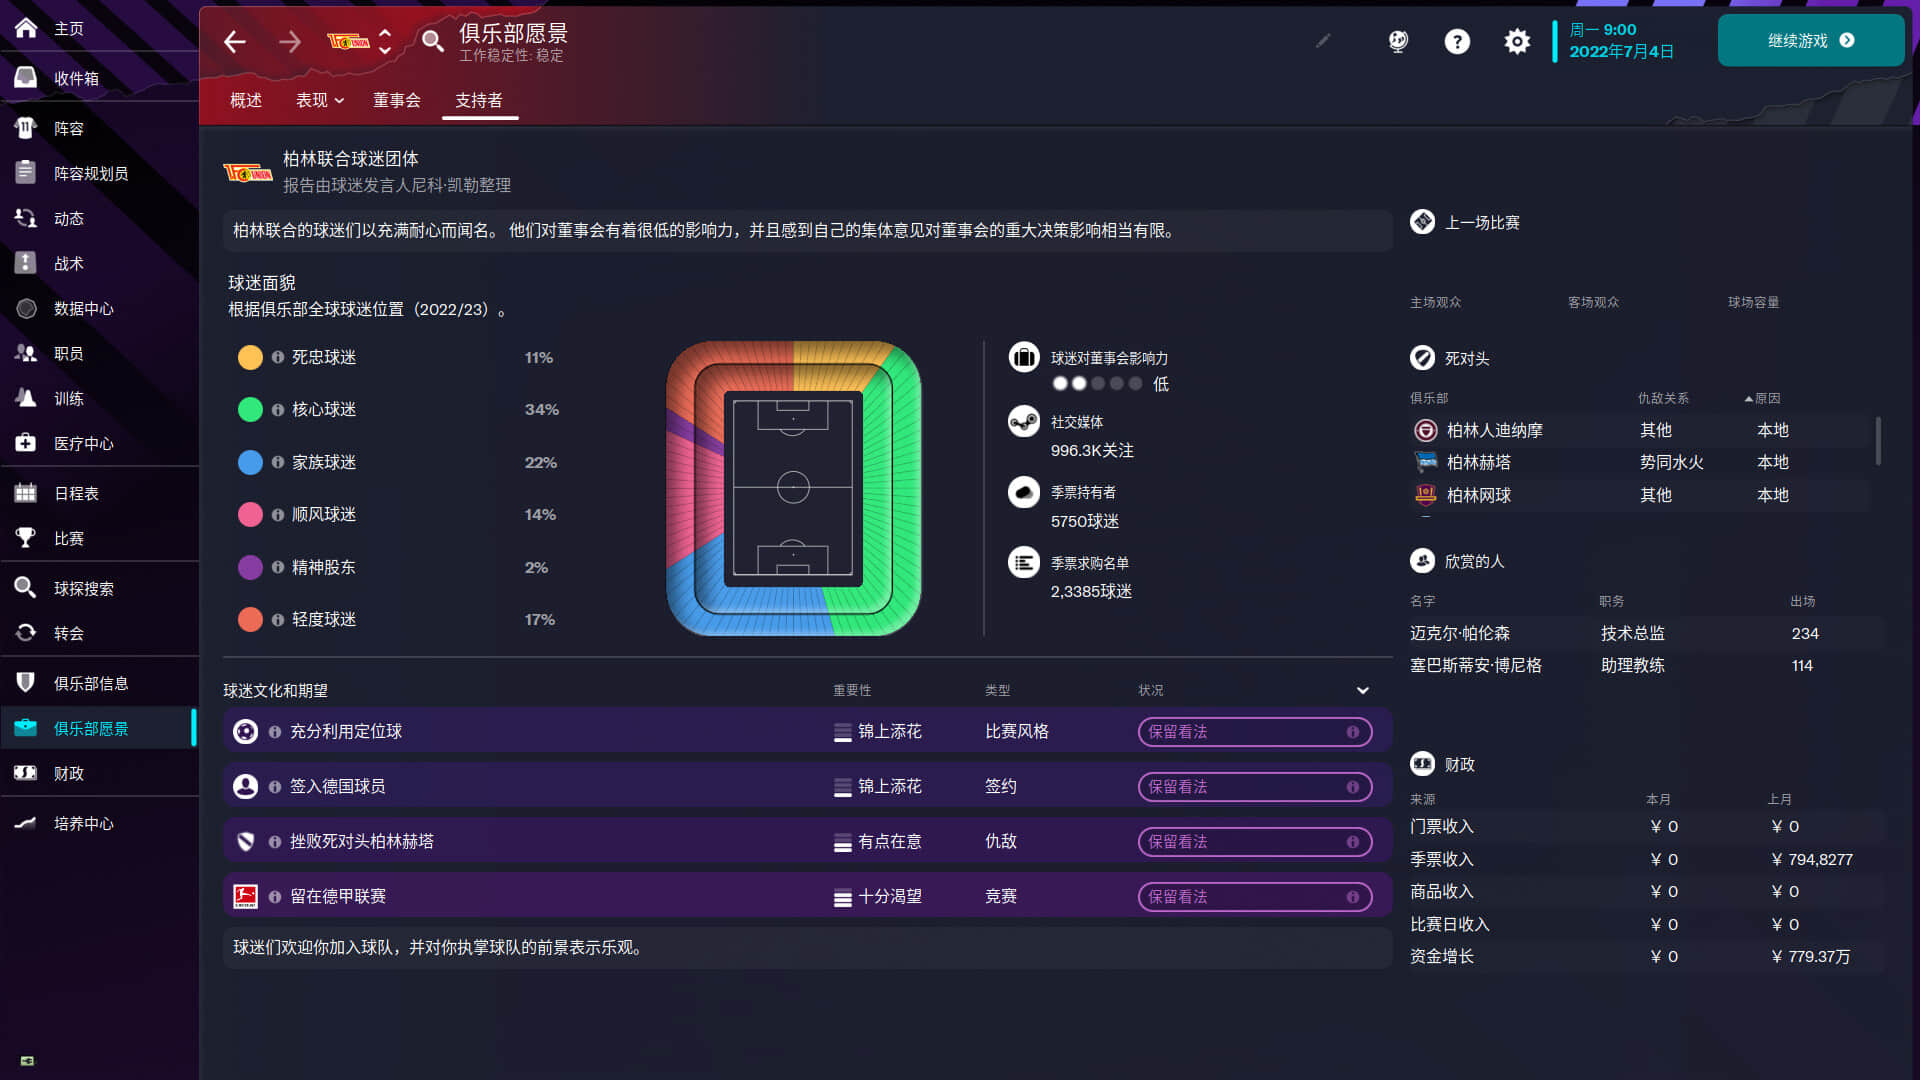 主页
收件箱
阵容
阵容规划员
动态
战术
数据中心
职员
训练
医疗中心
日程表
比赛
球探搜索
转会
俱乐部信息
俱乐部愿景
财政
培养中心
俱乐部愿景
工作稳定性: 稳定
周一 9:00
2022年7月4日
继续游戏
概述 表现 董事会 支持者
柏林联合球迷团体
报告由球迷发言人尼科·凯勒整理
柏林联合的球迷们以充满耐心而闻名。 他们对董事会有着很低的影响力，并且感到自己的集体意见对董事会的重大决策影响相当有限。
球迷面貌
根据俱乐部全球球迷位置（2022/23）。
死忠球迷 11%
核心球迷 34%
家族球迷 22%
顺风球迷 14%
精神股东 2%
轻度球迷 17%
球迷对董事会影响力
低
社交媒体
996.3K关注
季票持有者
5750球迷
季票求购名单
2,3385球迷
球迷文化和期望 重要性 类型 状况
充分利用定位球 锦上添花 比赛风格 保留看法
签入德国球员 锦上添花 签约 保留看法
挫败死对头柏林赫塔 有点在意 仇敌 保留看法
留在德甲联赛 十分渴望 竞赛 保留看法
球迷们欢迎你加入球队，并对你执掌球队的前景表示乐观。
上一场比赛
主场观众 客场观众 球场容量
死对头
俱乐部 仇敌关系 原因
柏林人迪纳摩 其他 本地
柏林赫塔 势同水火 本地
柏林网球 其他 本地
欣赏的人
名字 职务 出场
迈克尔·帕伦森 技术总监 234
塞巴斯蒂安·博尼格 助理教练 114
财政
来源 本月 上月
门票收入 ¥ 0 ¥ 0
季票收入 ¥ 0 ¥ 794,8277
商品收入 ¥ 0 ¥ 0
比赛日收入 ¥ 0 ¥ 0
资金增长 ¥ 0 ¥ 779.37万